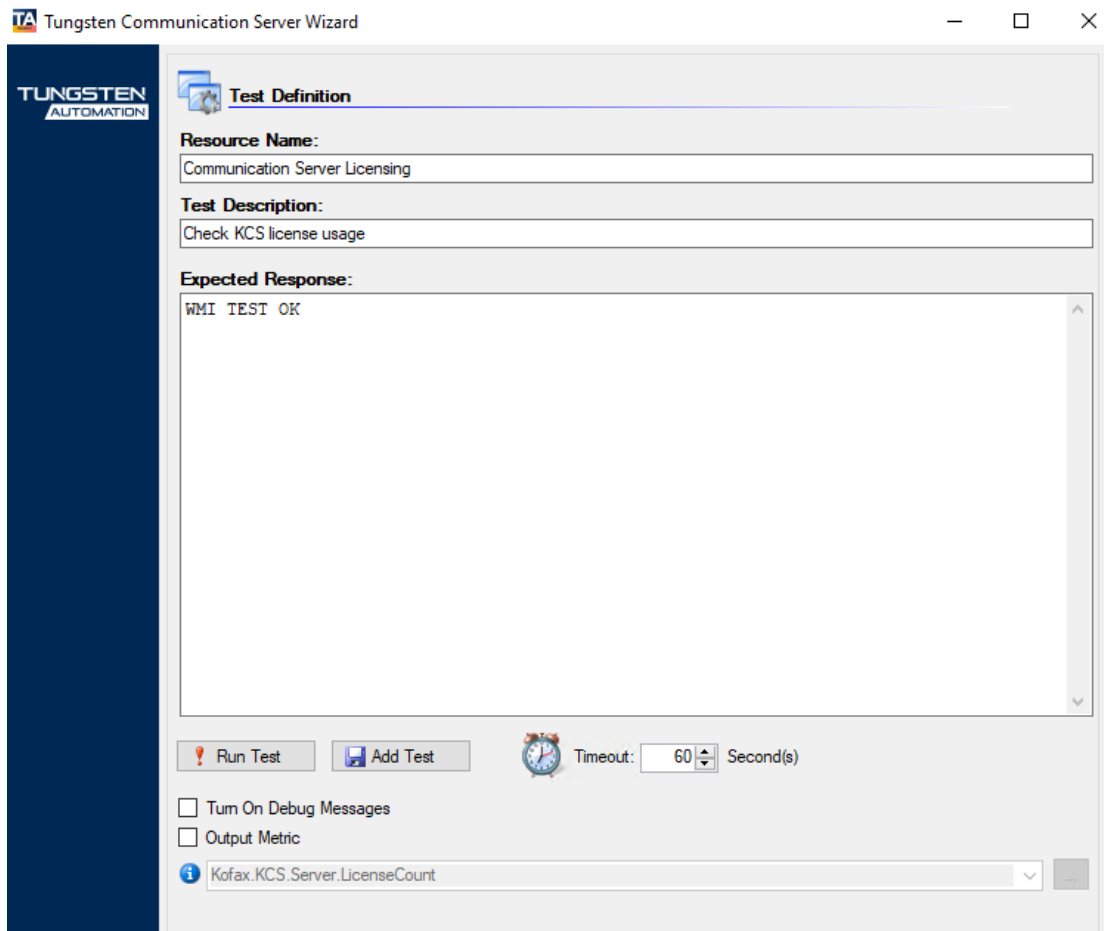 TA Tungsten Communication Server Wizard
TUNGSTEN
AUTOMATION
Test Definition
Resource Name:
Communication Server Licensing
Test Description:
Check KCS license usage
Expected Response:
WMI TEST OK
Run Test
Add Test
Timeout:
60
Second(s)
Turn On Debug Messages
Output Metric
Kofax.KCS.Server.LicenseCount
...